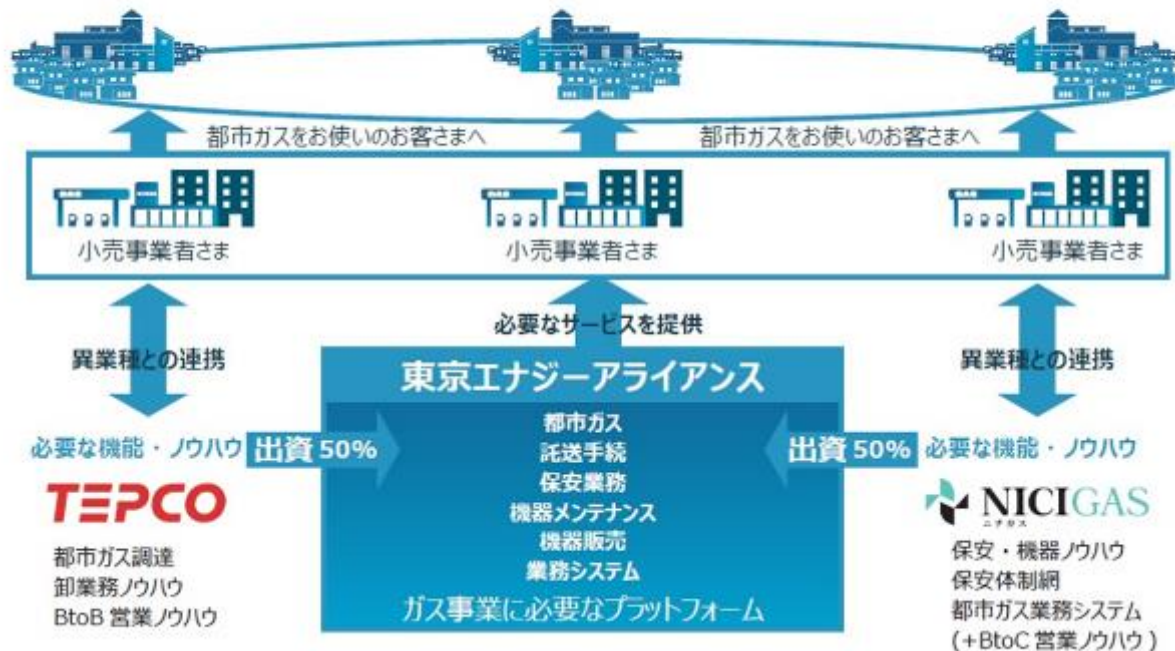 都市ガスをお使いのお客さまへ
都市ガスをお使いのお客さまへ
小売事業者さま
小売事業者さま
小売事業者さま
異業種との連携
必要なサービスを提供
異業種との連携
東京エナジーアライアンス
都市ガス
託送手続
保安業務
機器メンテナンス
機器販売
業務システム
ガス事業に必要なプラットフォーム
必要な機能・ノウハウ
出資 50%
TEPCO
都市ガス調達
卸業務ノウハウ
BtoB 営業ノウハウ
出資 50%
必要な機能・ノウハウ
NICIGAS
ニチガス
保安・機器ノウハウ
保安体制網
都市ガス業務システム
(+BtoC 営業ノウハウ )